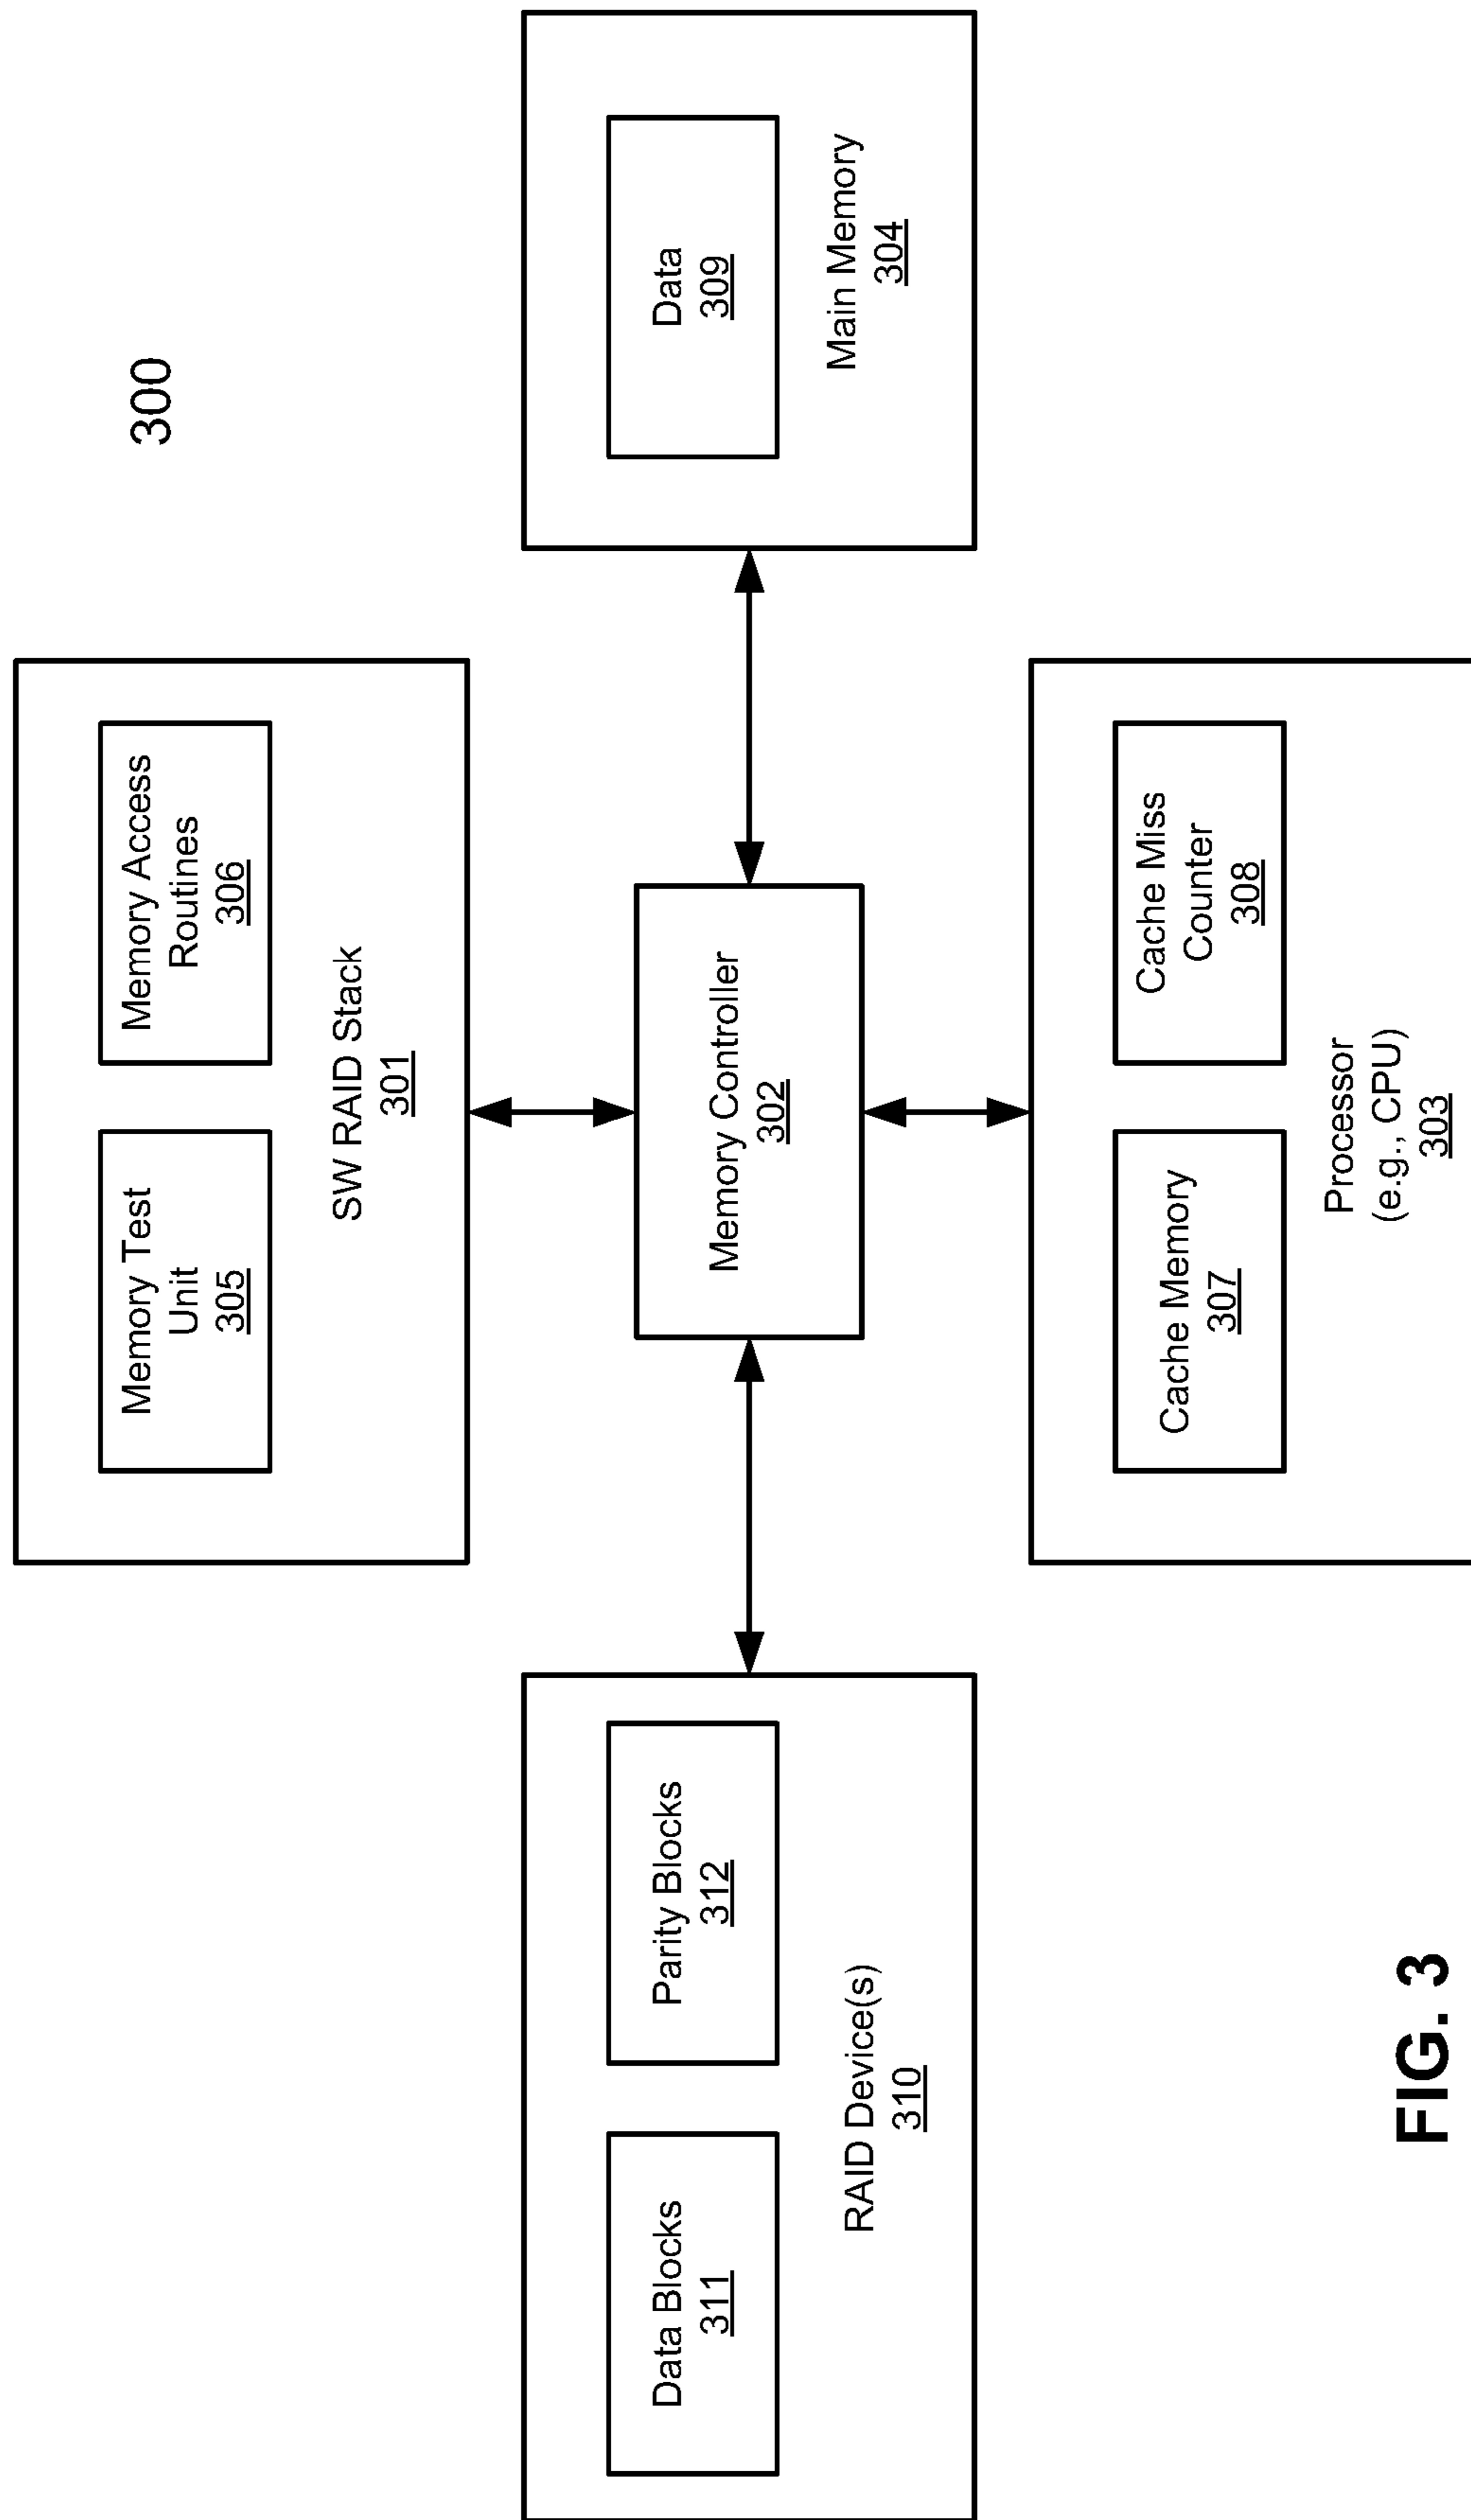 300
Memory Test
Unit
305
Memory Access
Routines
306
SW RAID Stack
301
Data Blocks
311
Parity Blocks
312
RAID Device(s)
310
Memory Controller
302
Data
309
Main Memory
304
Cache Memory
307
Cache Miss
Counter
308
Processor
(e.g., CPU)
303
FIG. 3